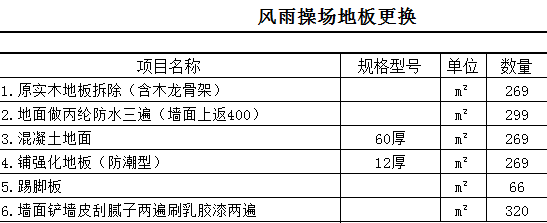 风雨操场地板更换
项目名称 规格型号 单位 数量
1.原实木地板拆除（含木龙骨架） m² 269
2.地面做丙纶防水三遍（墙面上返400） m² 299
3.混凝土地面 60厚 m² 269
4.铺强化地板（防潮型） 12厚 m² 269
5.踢脚板 m² 66
6.墙面铲墙皮刮腻子两遍刷乳胶漆两遍 m² 320